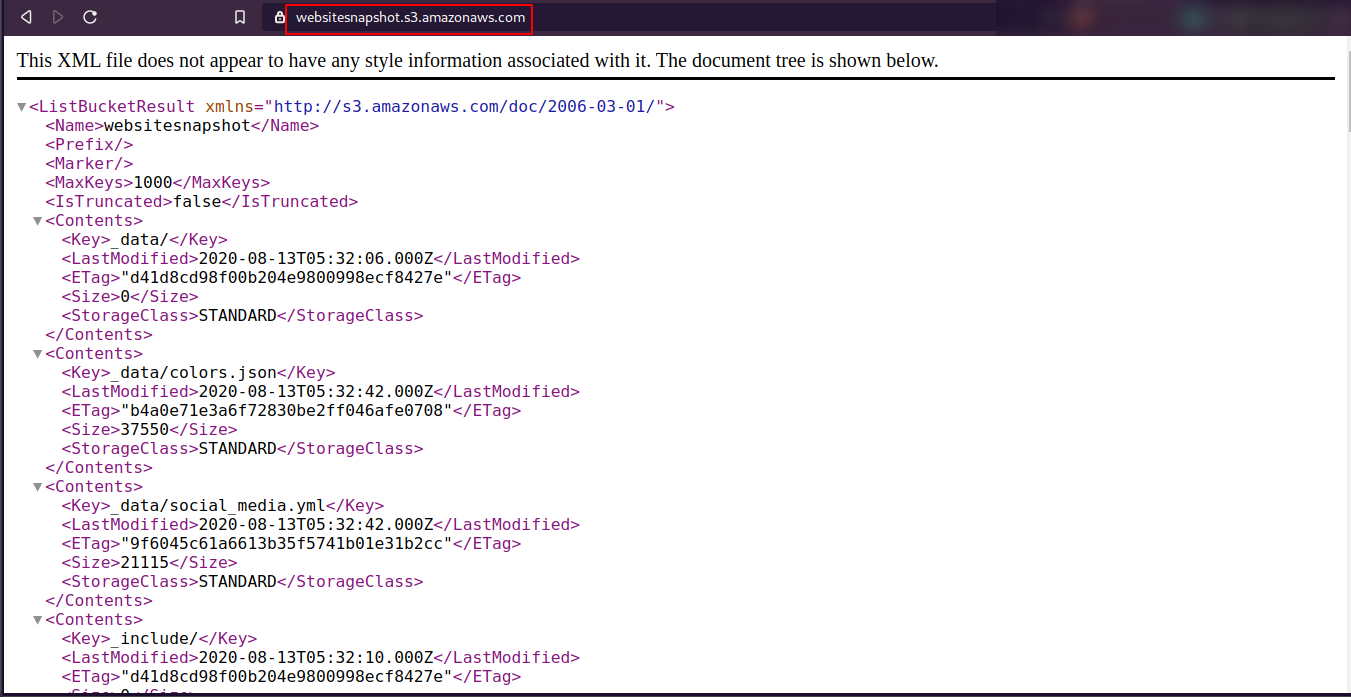 websitesnapshot.s3.amazonaws.com
This XML file does not appear to have any style information associated with it. The document tree is shown below.
▼<ListBucketResult xmlns="http://s3.amazonaws.com/doc/2006-03-01/">
<Name>websitesnapshot</Name>
<Prefix/>
<Marker/>
<MaxKeys>1000</MaxKeys>
<IsTruncated>false</IsTruncated>
▼<Contents>
<Key>_data/</Key>
<LastModified>2020-08-13T05:32:06.000Z</LastModified>
<ETag>"d41d8cd98f00b204e9800998ecf8427e"</ETag>
<Size>0</Size>
<StorageClass>STANDARD</StorageClass>
</Contents>
▼<Contents>
<Key>_data/colors.json</Key>
<LastModified>2020-08-13T05:32:42.000Z</LastModified>
<ETag>"b4a0e71e3a6f72830be2ff046afe0708"</ETag>
<Size>37550</Size>
<StorageClass>STANDARD</StorageClass>
</Contents>
▼<Contents>
<Key>_data/social_media.yml</Key>
<LastModified>2020-08-13T05:32:42.000Z</LastModified>
<ETag>"9f6045c61a6613b35f5741b01e31b2cc"</ETag>
<Size>21115</Size>
<StorageClass>STANDARD</StorageClass>
</Contents>
▼<Contents>
<Key>_include/</Key>
<LastModified>2020-08-13T05:32:10.000Z</LastModified>
<ETag>"d41d8cd98f00b204e9800998ecf8427e"</ETag>
<Size>0</Size>